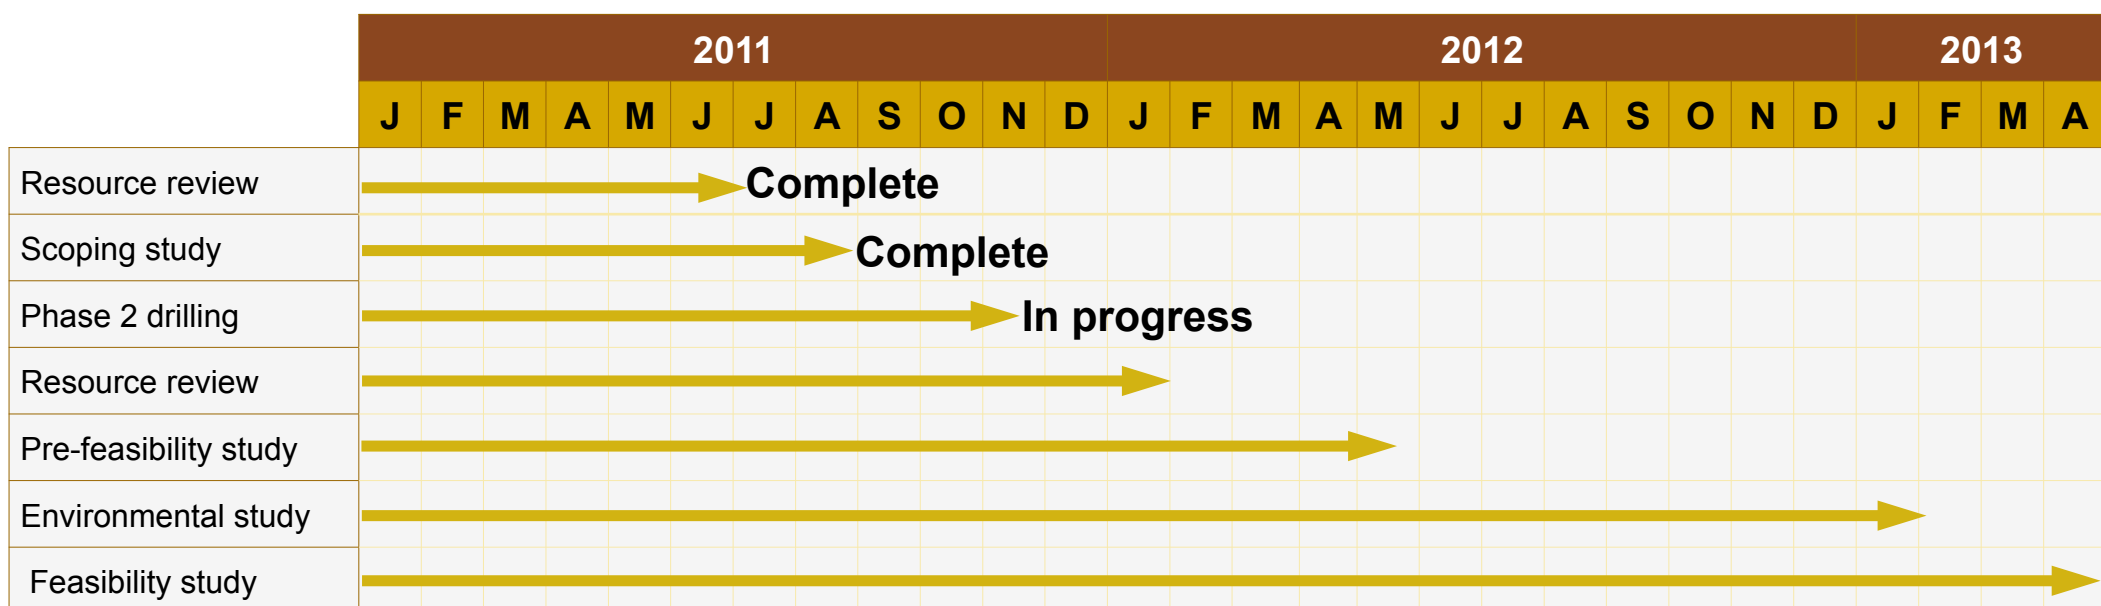 2011 2012 2013
J F M A M J J A S O N D J F M A M J J A S O N D J F M A
Resource review Complete
Scoping study Complete
Phase 2 drilling In progress
Resource review
Pre-feasibility study
Environmental study
Feasibility study